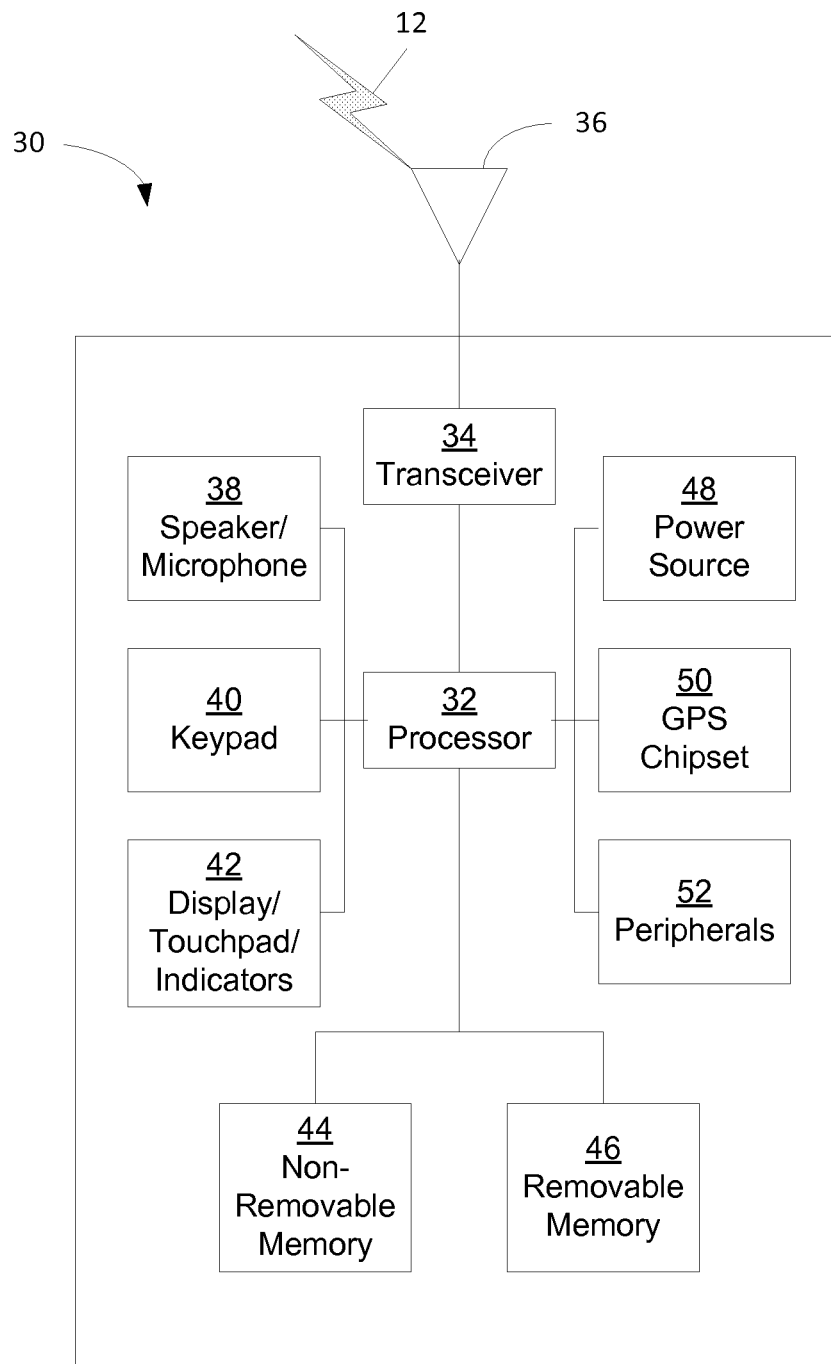 12
36
30
34
Transceiver
38
Speaker/
Microphone
48
Power
Source
40
Keypad
32
Processor
50
GPS
Chipset
42
Display/
Touchpad/
Indicators
52
Peripherals
44
Non-
Removable
Memory
46
Removable
Memory